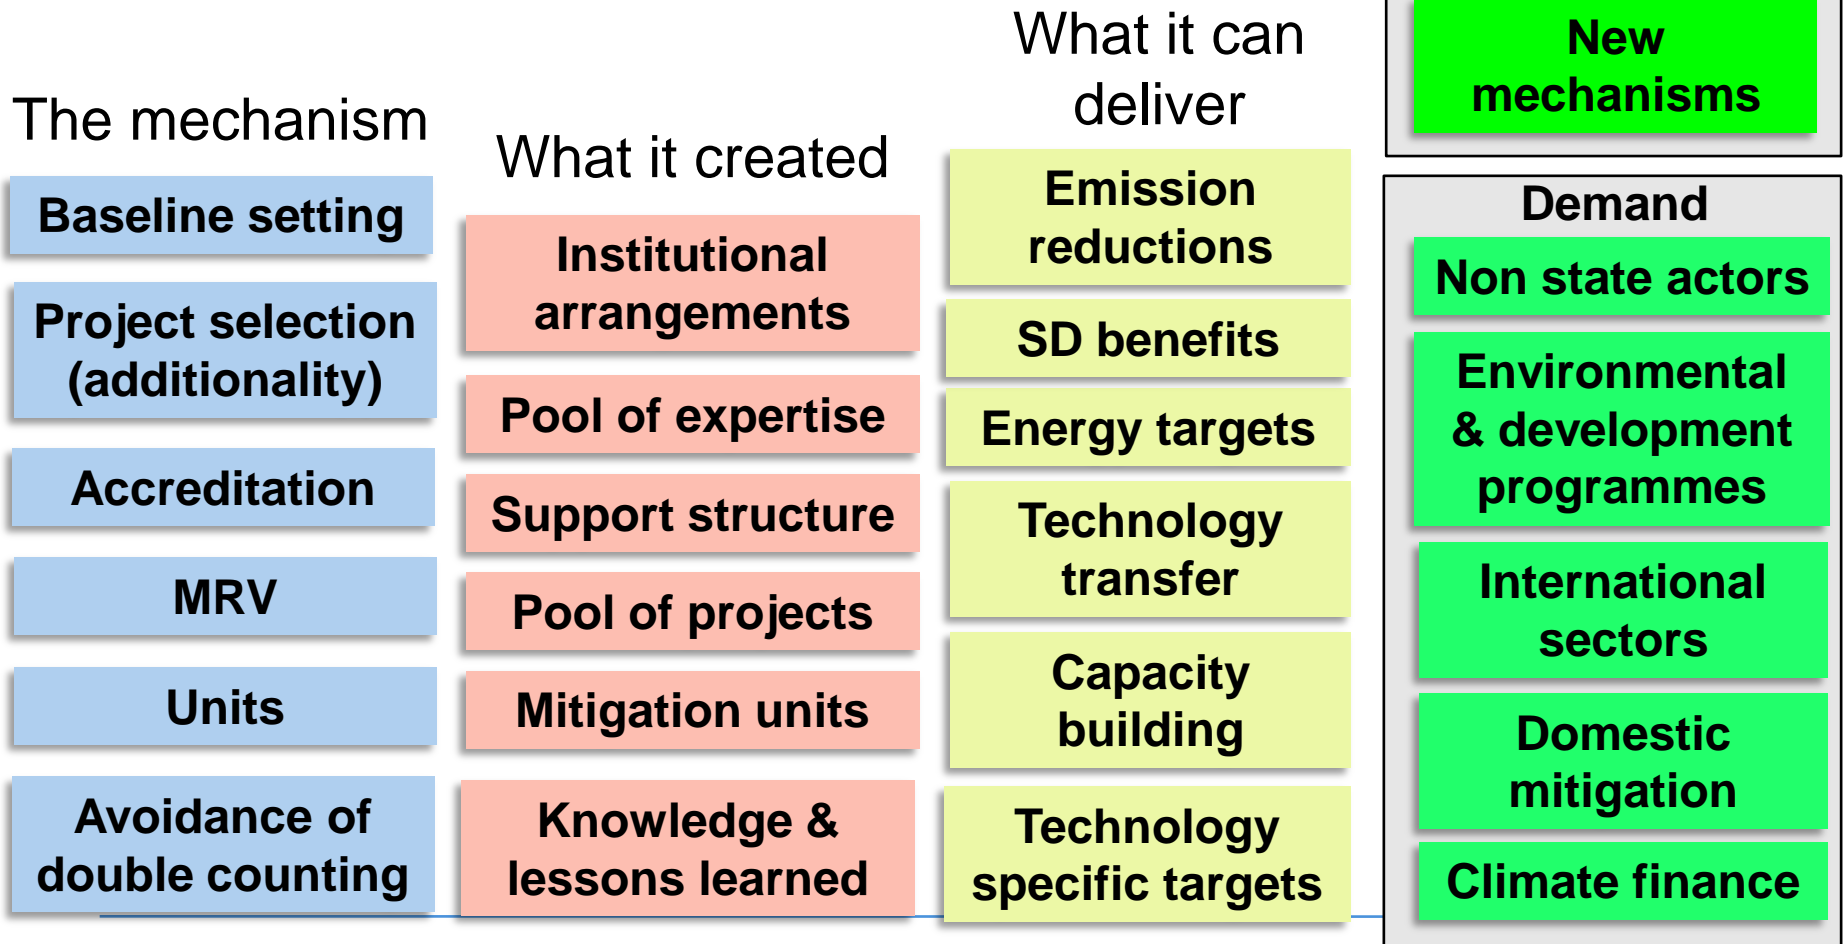 The mechanism
Baseline setting
Project selection
(additionality)
Accreditation
MRV
Units
Avoidance of
double counting
What it created
Institutional
arrangements
Pool of expertise
Support structure
Pool of projects
Mitigation units
Knowledge &
lessons learned
What it can
deliver
Emission
reductions
SD benefits
Energy targets
Technology
transfer
Capacity
building
Technology
specific targets
New
mechanisms
Demand
Non state actors
Environmental
& development
programmes
International
sectors
Domestic
mitigation
Climate finance